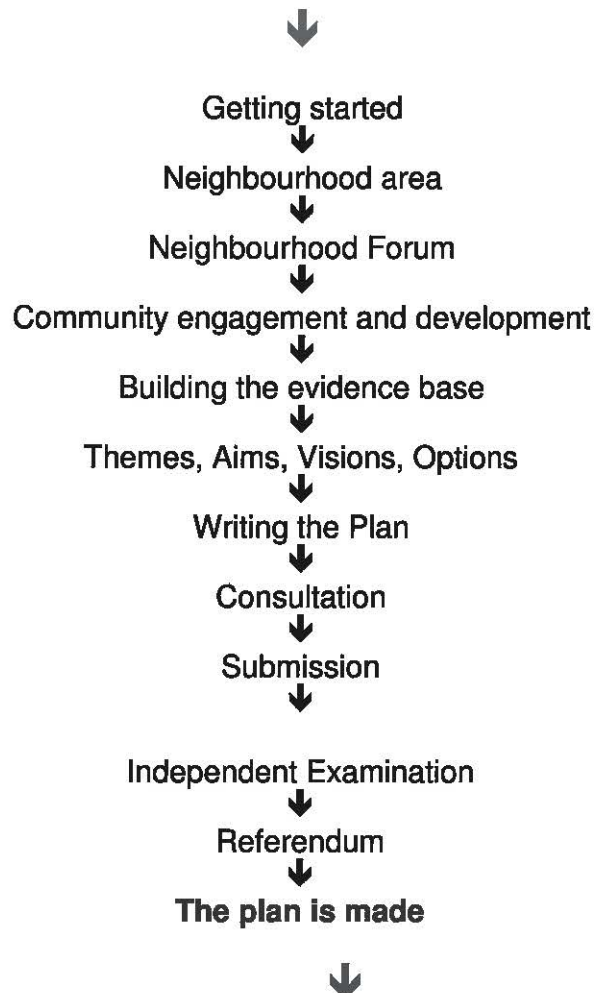 Getting started
Neighbourhood area
Neighbourhood Forum
Community engagement and development
Building the evidence base
Themes, Aims, Visions, Options
Writing the Plan
Consultation
Submission
Independent Examination
Referendum
The plan is made